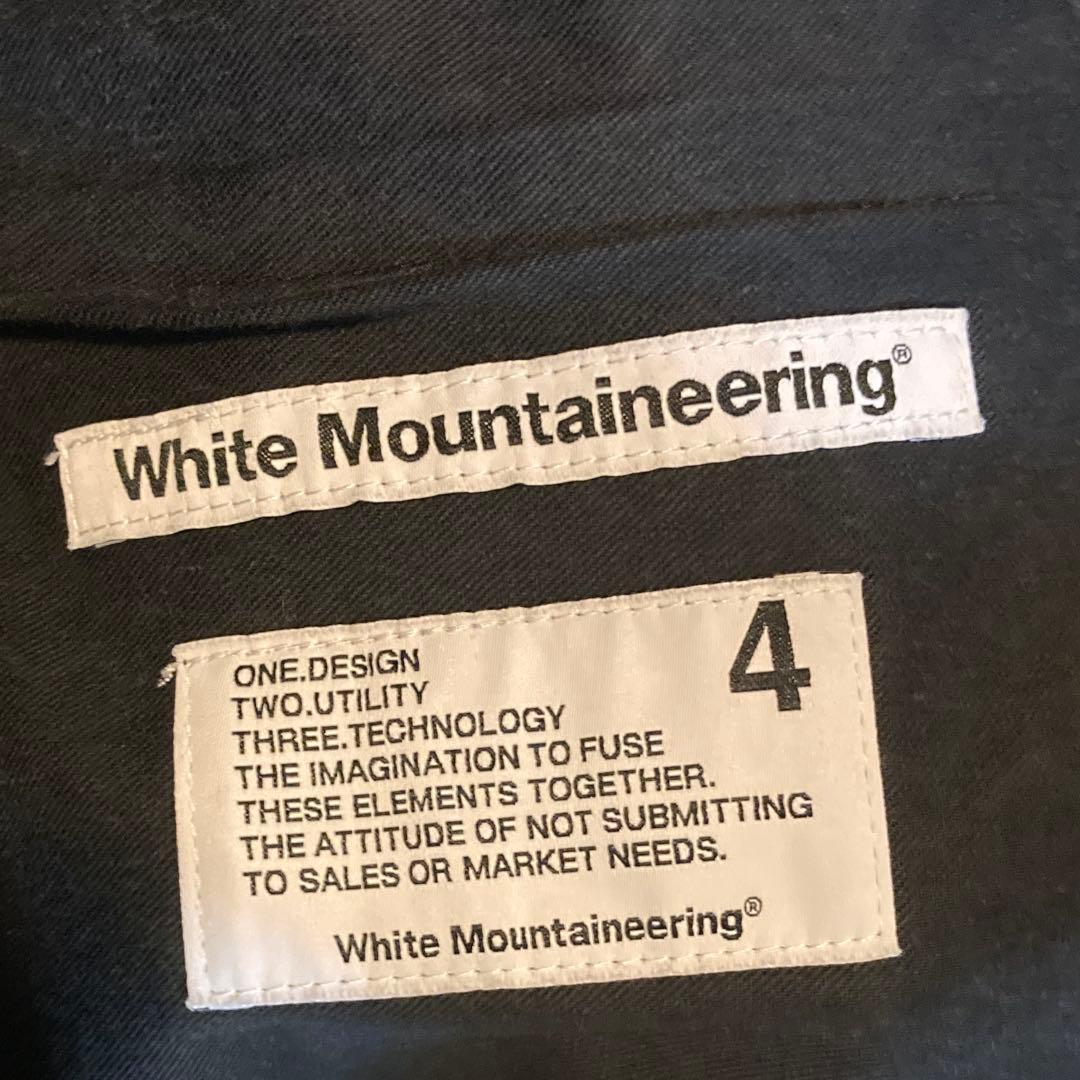 White Mountaineering®
4
ONE.DESIGN
TWO.UTILITY
THREE.TECHNOLOGY
THE IMAGINATION TO FUSE
THESE ELEMENTS TOGETHER.
THE ATTITUDE OF NOT SUBMITTING
TO SALES OR MARKET NEEDS.
White Mountaineering®